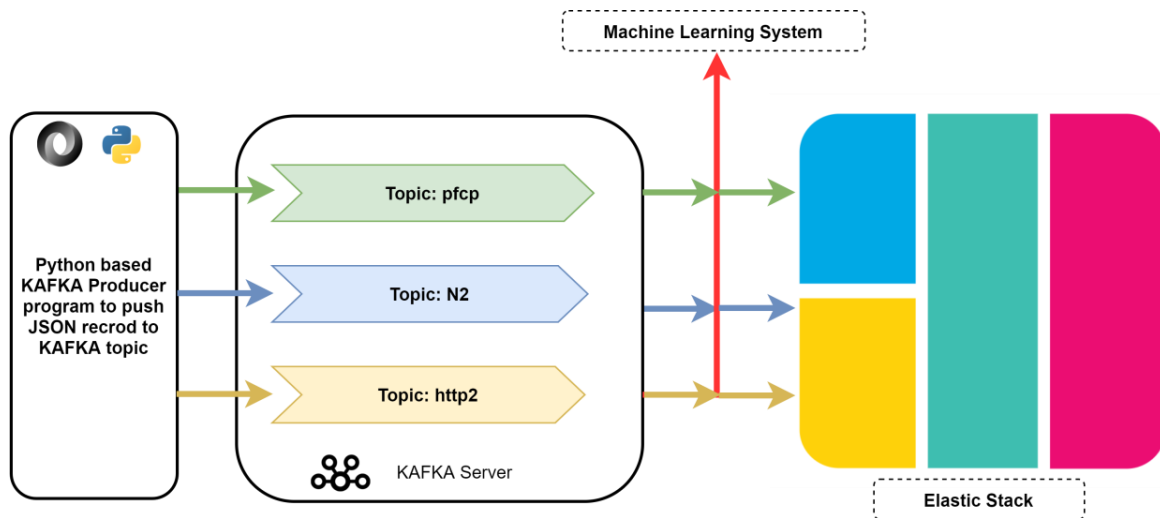 Machine Learning System
Python based
KAFKA Producer
program to push
JSON recrod to
KAFKA topic
Topic: pfcp
Topic: N2
Topic: http2
KAFKA Server
Elastic Stack